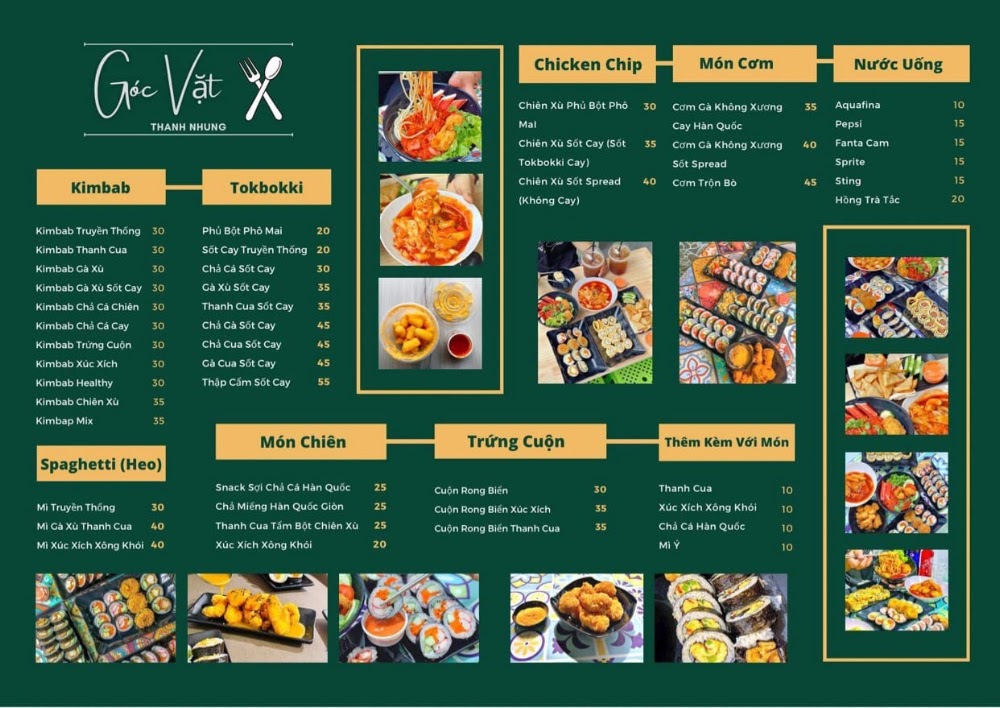 Góc Vặt
THANH NHUNG
Kimbab
Kimbab Truyền Thống 30
Kimbab Thanh Cua 30
Kimbab Gà Xù 30
Kimbab Gà Xù Sốt Cay 30
Kimbab Chả Cá Chiên 30
Kimbab Chả Cá Cay 30
Kimbab Trứng Cuộn 30
Kimbab Xúc Xích 30
Kimbab Healthy 30
Kimbab Chiên Xù 35
Kimbap Mix 35
Tokbokki
Phủ Bột Phô Mai 20
Sốt Cay Truyền Thống 20
Chả Cá Sốt Cay 30
Gà Xù Sốt Cay 35
Thanh Cua Sốt Cay 35
Chả Gà Sốt Cay 45
Chả Cua Sốt Cay 45
Gà Cua Sốt Cay 45
Thập Cẩm Sốt Cay 55
Chicken Chip
Chiên Xù Phủ Bột Phô 30
Mai
Chiên Xù Sốt Cay (Sốt 35
Tokbokki Cay)
Chiên Xù Sốt Spread 40
(Không Cay)
Món Cơm
Cơm Gà Không Xương 35
Cay Hàn Quốc
Cơm Gà Không Xương 40
Sốt Spread
Cơm Trộn Bò 45
Nước Uống
Aquafina 10
Pepsi 15
Fanta Cam 15
Sprite 15
Sting 15
Hồng Trà Tắc 20
Spaghetti (Heo)
Mì Truyền Thống 30
Mì Gà Xù Thanh Cua 40
Mì Xúc Xích Xông Khói 40
Món Chiên
Snack Sợi Chả Cá Hàn Quốc 25
Chả Miếng Hàn Quốc Giòn 25
Thanh Cua Tẩm Bột Chiên Xù 25
Xúc Xích Xông Khói 20
Trứng Cuộn
Cuộn Rong Biển 30
Cuộn Rong Biển Xúc Xích 35
Cuộn Rong Biển Thanh Cua 35
Thêm Kèm Với Món
Thanh Cua 10
Xúc Xích Xông Khói 10
Chả Cá Hàn Quốc 10
Mì Ý 10